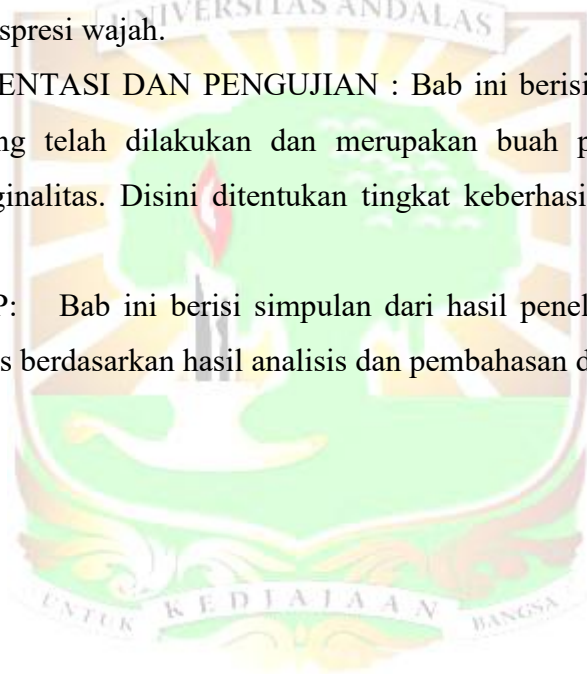 UNIVERSITAS ANDALAS
spresi wajah.
ENTASI DAN PENGUJIAN : Bab ini berisi
ng telah dilakukan dan merupakan buah p
ginalitas. Disini ditentukan tingkat keberhasi
P: Bab ini berisi simpulan dari hasil penel
s berdasarkan hasil analisis dan pembahasan d
UNTUK KEDJAJAAN BANGSA